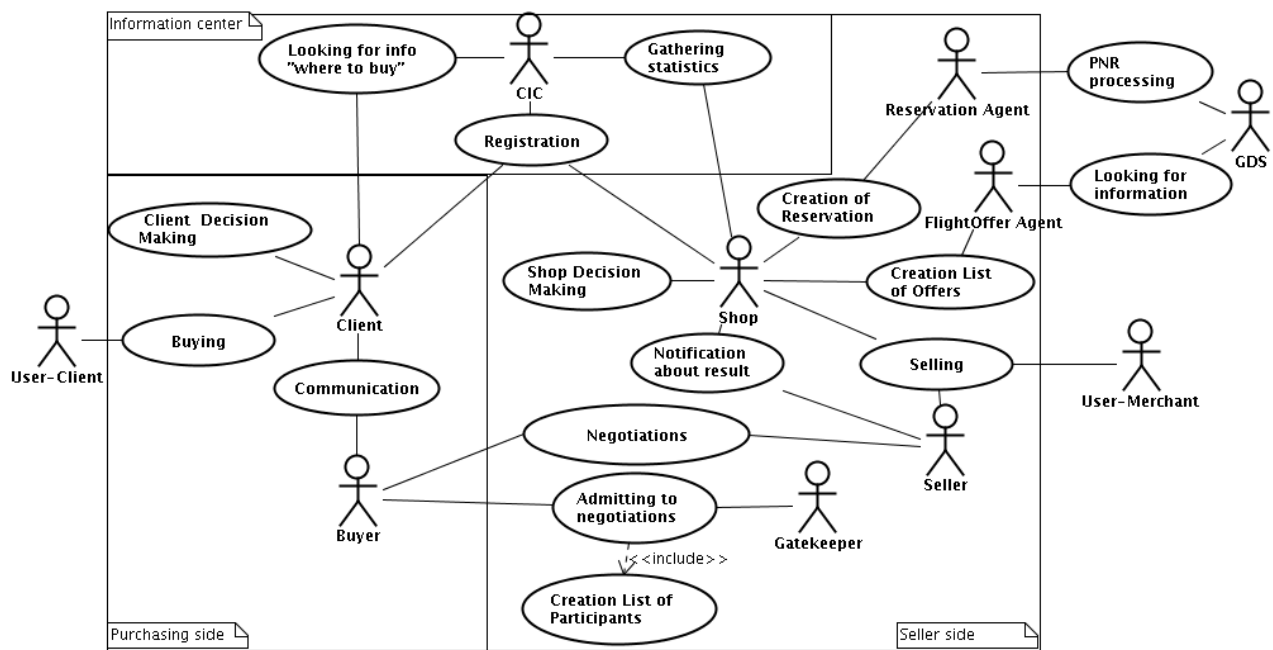 Information center
Looking for info
"where to buy"
CIC
Gathering
statistics
Registration
Reservation Agent
PNR
processing
GDS
Looking for
information
FlightOffer Agent
Creation of
Reservation
Client Decision
Making
Client
Shop Decision
Making
Shop
Creation List
of Offers
User-Client
Buying
Communication
Notification
about result
Selling
User-Merchant
Negotiations
Seller
Buyer
Admitting to
negotiations
Gatekeeper
<<include>>
Creation List of
Participants
Purchasing side
Seller side